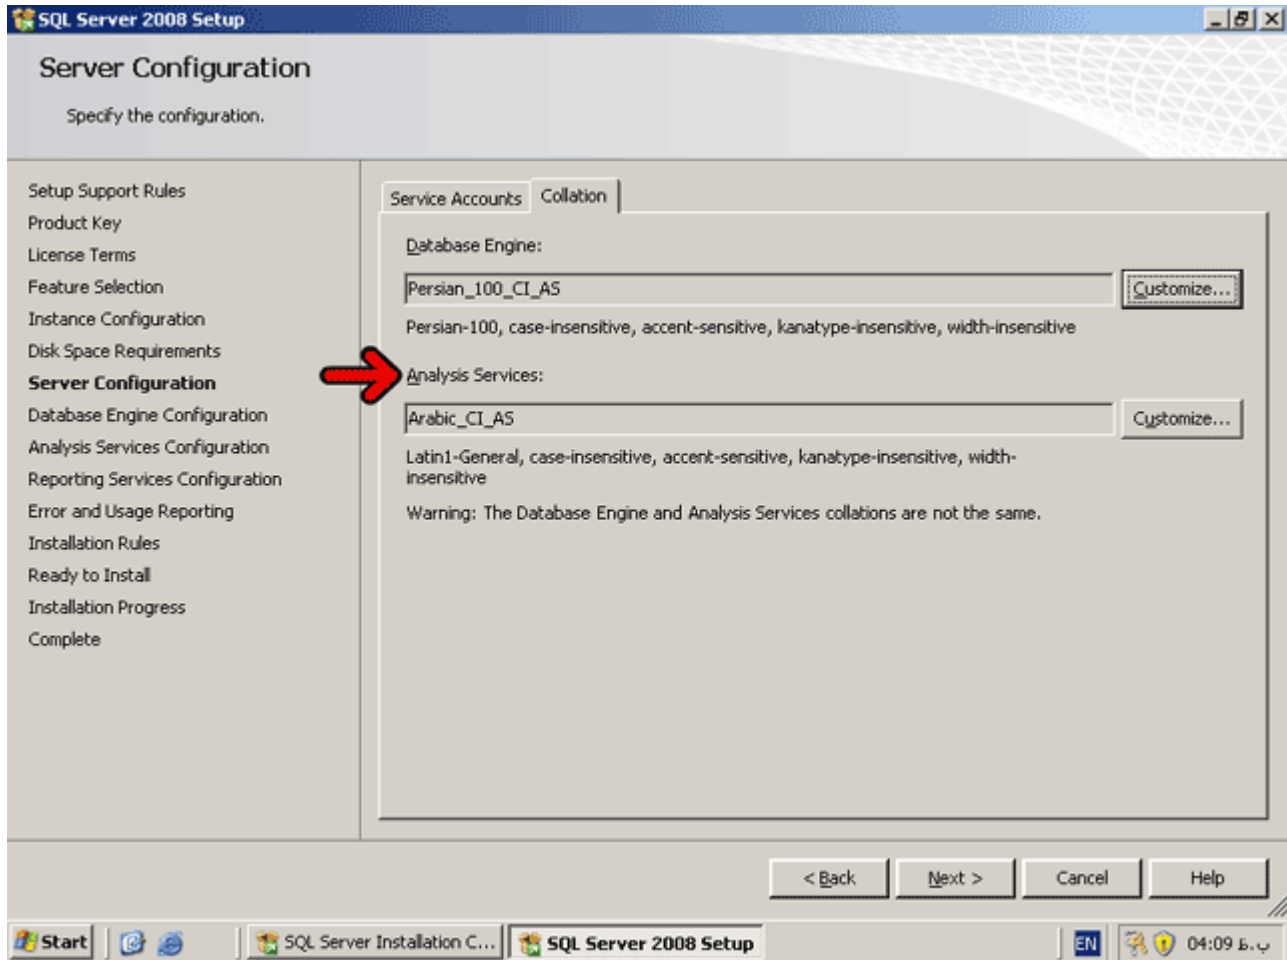 SQL Server 2008 Setup
Server Configuration
Specify the configuration.
Setup Support Rules
Product Key
License Terms
Feature Selection
Instance Configuration
Disk Space Requirements
Server Configuration
Database Engine Configuration
Analysis Services Configuration
Reporting Services Configuration
Error and Usage Reporting
Installation Rules
Ready to Install
Installation Progress
Complete
Service Accounts
Collation
Database Engine:
Persian_100_CI_AS
Customize...
Persian-100, case-insensitive, accent-sensitive, kanatype-insensitive, width-insensitive
Analysis Services:
Arabic_CI_AS
Customize...
Latin1-General, case-insensitive, accent-sensitive, kanatype-insensitive, width-
insensitive
Warning: The Database Engine and Analysis Services collations are not the same.
< Back
Next >
Cancel
Help
Start
SQL Server Installation C...
SQL Server 2008 Setup
EN
04:09 ب.ظ